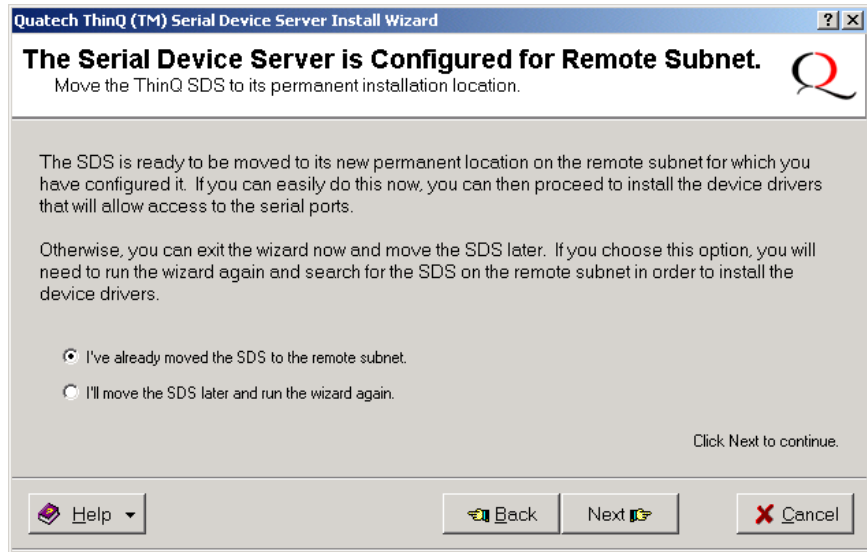 Quatech ThinQ (TM) Serial Device Server Install Wizard
The Serial Device Server is Configured for Remote Subnet.
Move the ThinQ SDS to its permanent installation location.
The SDS is ready to be moved to its new permanent location on the remote subnet for which you
have configured it. If you can easily do this now, you can then proceed to install the device drivers
that will allow access to the serial ports.
Otherwise, you can exit the wizard now and move the SDS later. If you choose this option, you will
need to run the wizard again and search for the SDS on the remote subnet in order to install the
device drivers.
I've already moved the SDS to the remote subnet.
I'll move the SDS later and run the wizard again.
Click Next to continue.
Help
Back
Next
Cancel